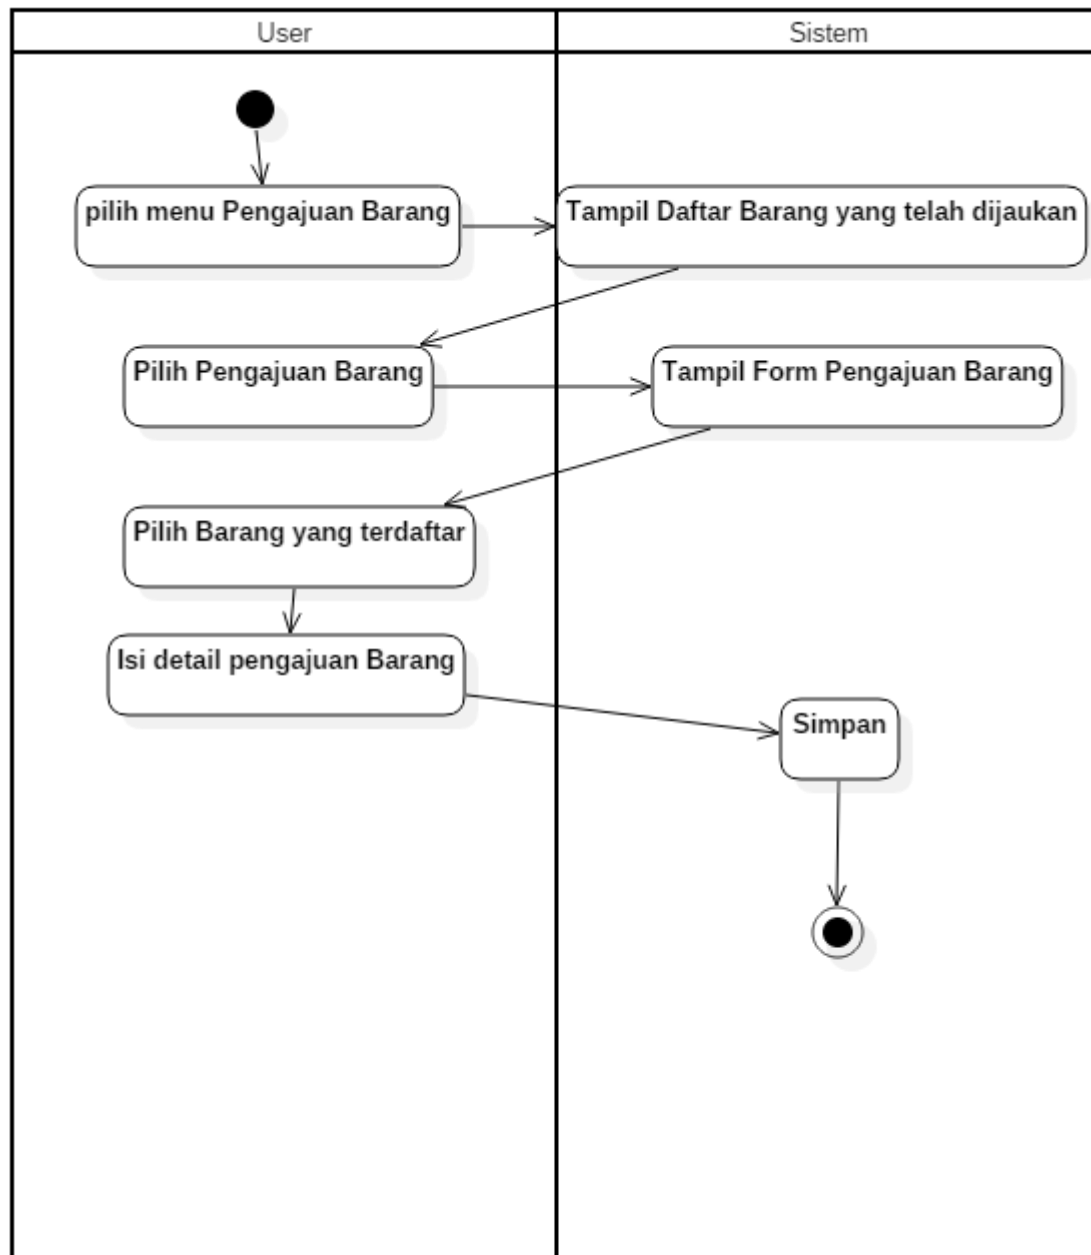 User
Sistem
pilih menu Pengajuan Barang
Tampil Daftar Barang yang telah dijaukan
Pilih Pengajuan Barang
Tampil Form Pengajuan Barang
Pilih Barang yang terdaftar
Isi detail pengajuan Barang
Simpan